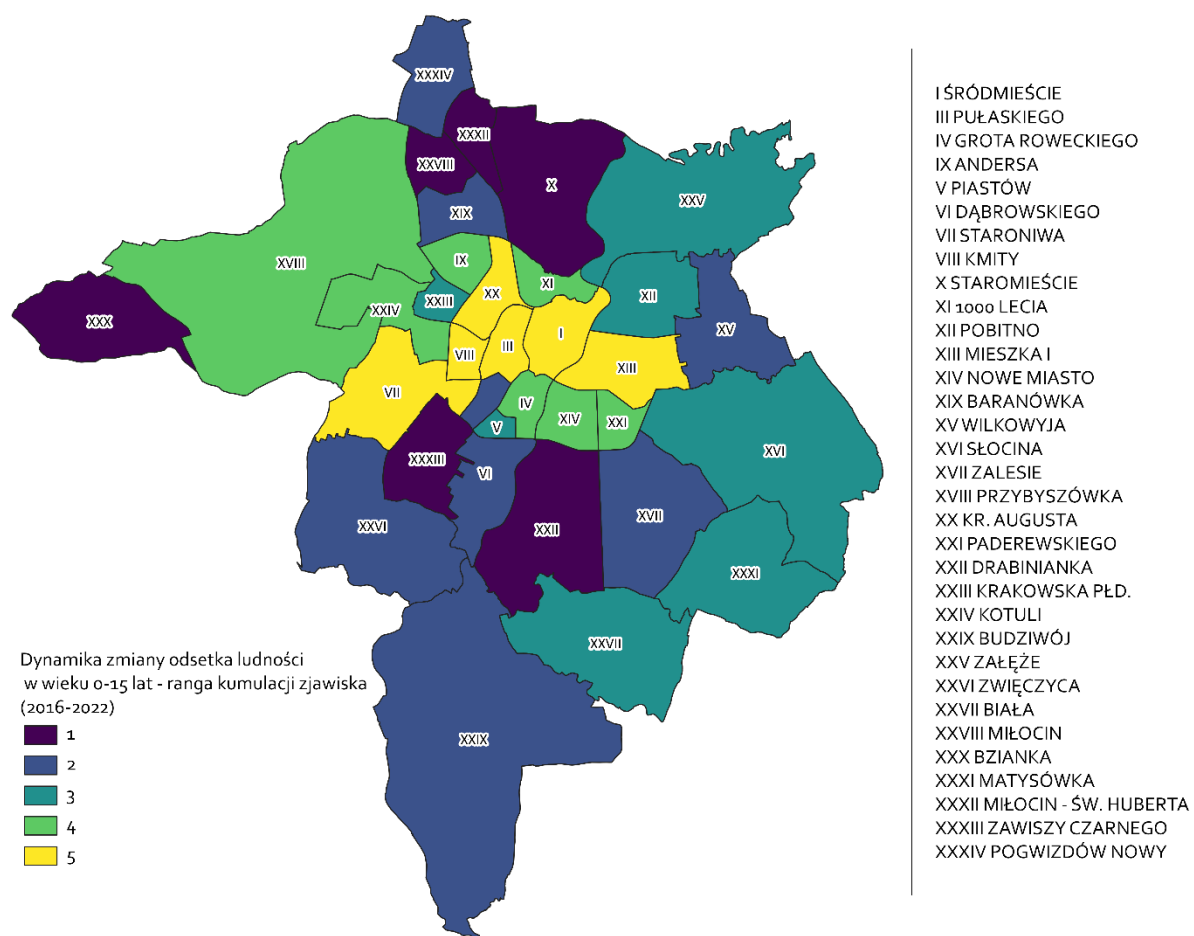 XXXIV
XXXII
XXVIII
X
XXV
XIX
XVIII
IX
XI
XX
XXIII
XII
XXIV
XXX
XV
I
III
VIII
XIII
VII
IV
XIV
XXI
V
XVI
XXXIII
VI
XXVI
XXII
XVII
XXXI
XXVII
XXIX
Dynamika zmiany odsetka ludności
w wieku 0-15 lat - ranga kumulacji zjawiska
(2016-2022)
1
2
3
4
5
I ŚRÓDMIEŚCIE
III PUŁASKIEGO
IV GROTA ROWECKIEGO
IX ANDERSA
V PIASTÓW
VI DĄBROWSKIEGO
VII STARONIWA
VIII KMITY
X STAROMIEŚCIE
XI 1000 LECIA
XII POBITNO
XIII MIESZKA I
XIV NOWE MIASTO
XIX BARANÓWKA
XV WILKOWYJA
XVI SŁOCINA
XVII ZALESIE
XVIII PRZYBYSZÓWKA
XX KR. AUGUSTA
XXI PADEREWSKIEGO
XXII DRABINIANKA
XXIII KRAKOWSKA PŁD.
XXIV KOTULI
XXIX BUDZIWÓJ
XXV ZAŁĘŻE
XXVI ZWIĘCZYCA
XXVII BIAŁA
XXVIII MIŁOCIN
XXX BZIANKA
XXXI MATYSÓWKA
XXXII MIŁOCIN - ŚW. HUBERTA
XXXIII ZAWISZY CZARNEGO
XXXIV POGWIZDÓW NOWY